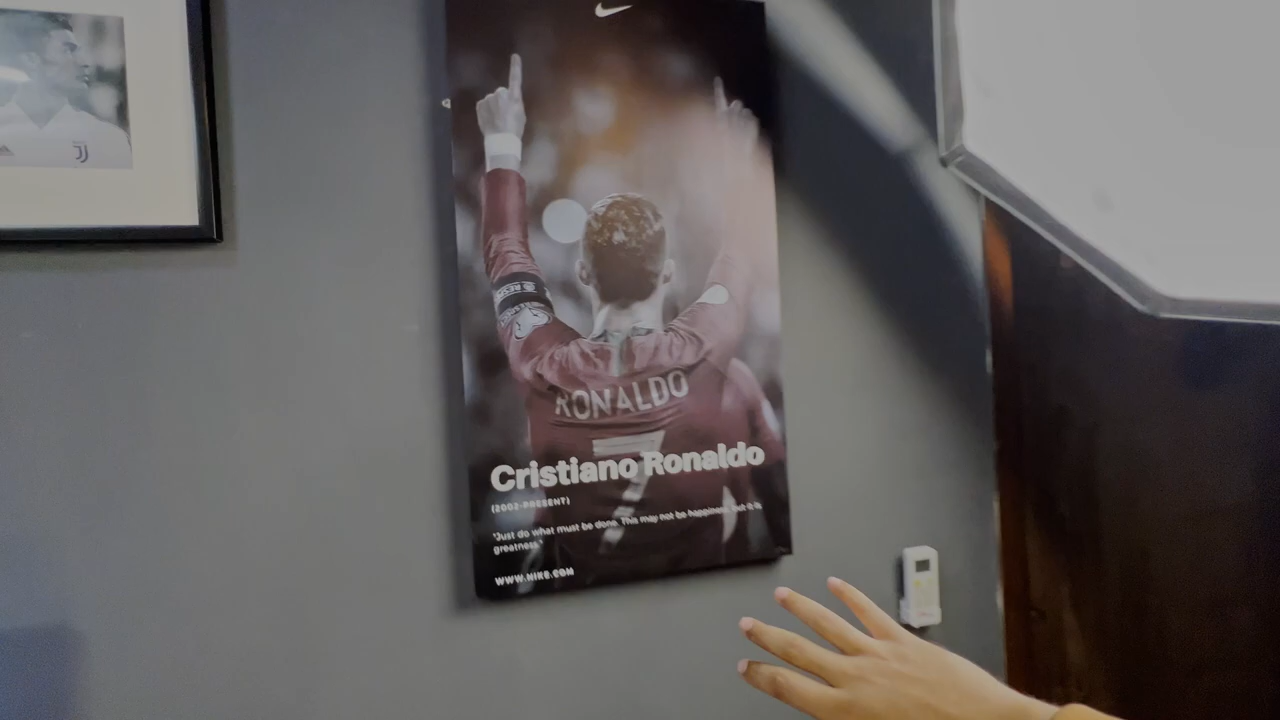 RONALDO
7
Cristiano Ronaldo
(2002-PRESENT)
"Just do what must be done. This may not be happiness, but it is
greatness."
WWW.NIKE.COM